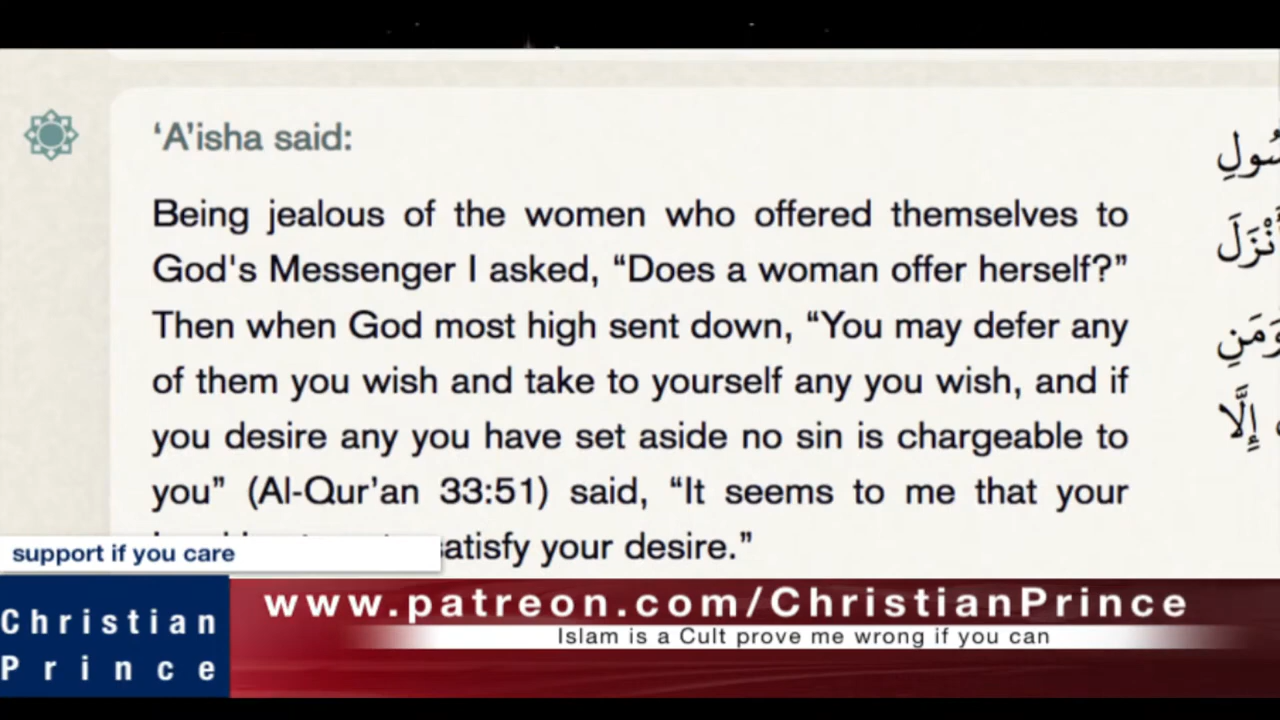 ‘A’isha said:
Being jealous of the women who offered themselves to
God's Messenger I asked, “Does a woman offer herself?”
Then when God most high sent down, “You may defer any
of them you wish and take to yourself any you wish, and if
you desire any you have set aside no sin is chargeable to
you” (Al-Qur’an 33:51) said, “It seems to me that your
satisfy your desire.”
إِلَّا
support if you care
Christian
Prince
www.patreon.com/ChristianPrince
Islam is a Cult prove me wrong if you can